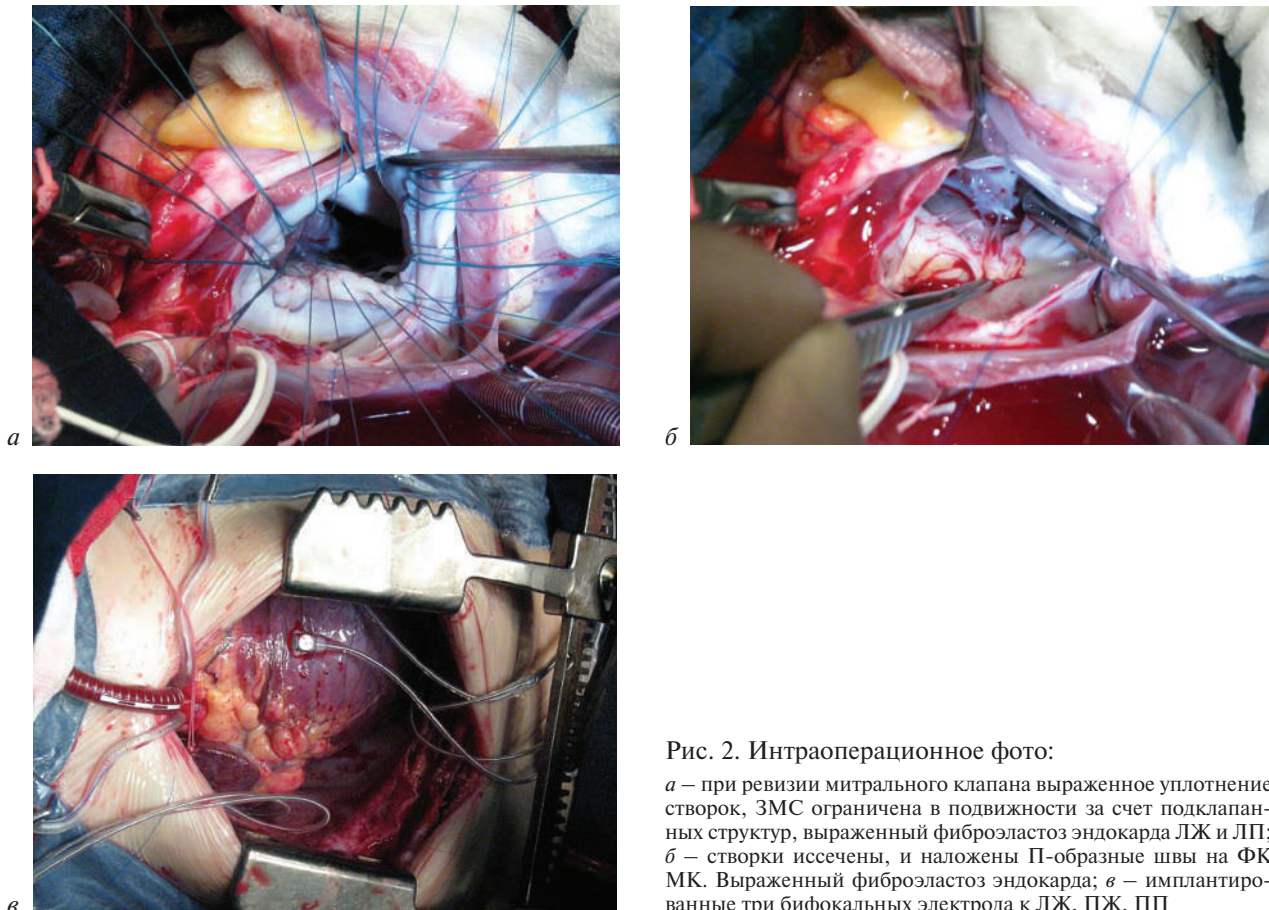 а
б
в
Рис. 2. Интраоперационное фото:
а – при ревизии митрального клапана выраженное уплотнение
створок, ЗМС ограничена в подвижности за счет подклапан-
ных структур, выраженный фиброэластоз эндокарда ЛЖ и ЛП;
б – створки иссечены, и наложены П-образные швы на ФК
МК. Выраженный фиброэластоз эндокарда; в – имплантиро-
ванные три бифокальных электрода к ЛЖ, ПЖ, ПП